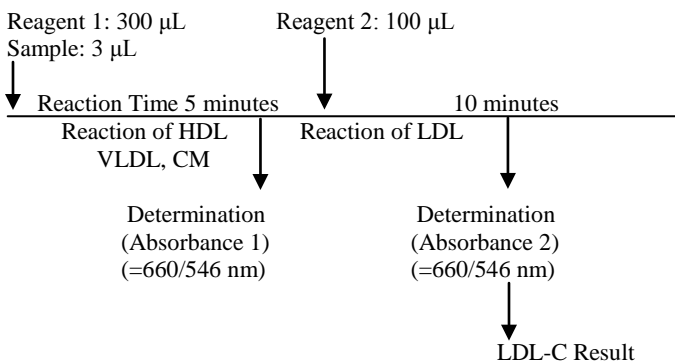 Reagent 1: 300 μL
Sample: 3 μL
Reagent 2: 100 μL
Reaction Time 5 minutes
10 minutes
Reaction of HDL
VLDL, CM
Reaction of LDL
Determination
(Absorbance 1)
(=660/546 nm)
Determination
(Absorbance 2)
(=660/546 nm)
LDL-C Result